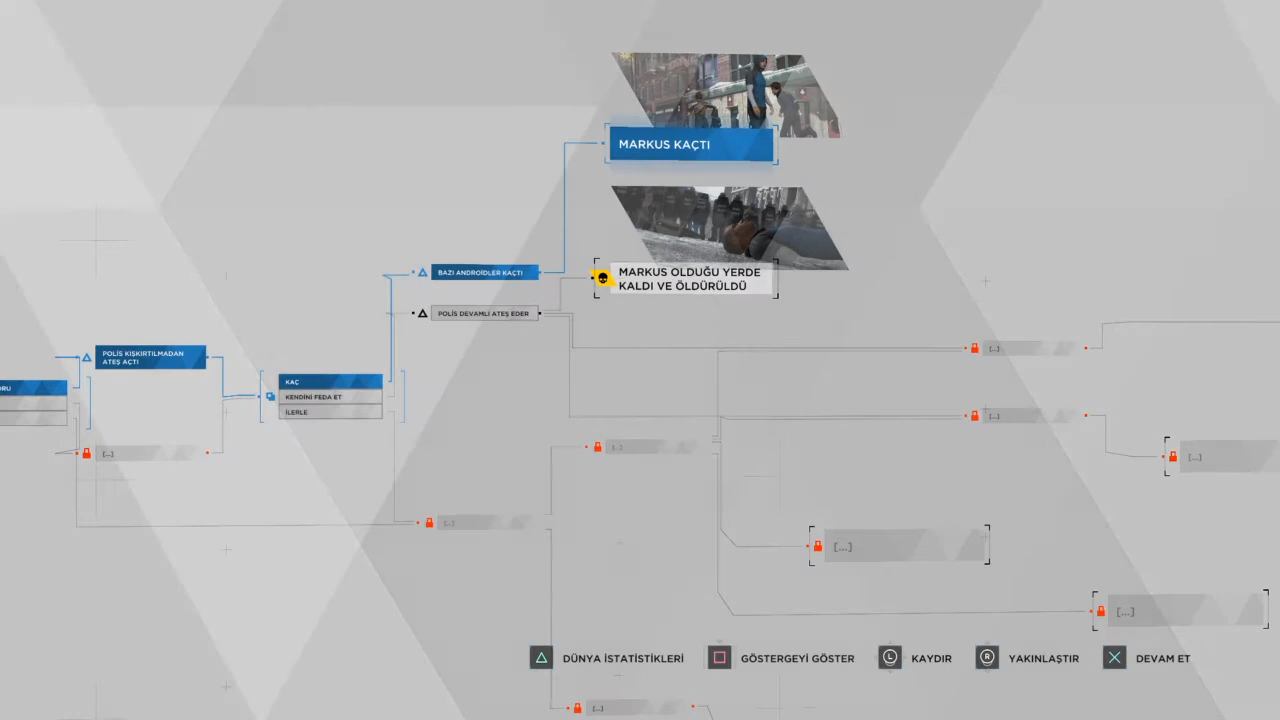 MARKUS KAÇTI
BAZI ANDROİDLER KAÇTI
MARKUS OLDUĞU YERDE
KALDI VE ÖLDÜRÜLDÜ
POLİS DEVAMLI ATEŞ EDER
[...]
POLİS KIŞKIRTILMADAN
ATEŞ AÇTI
ORU
KAÇ
KENDİNİ FEDA ET
İLERLE
[...]
[...]
[...]
[...]
[...]
[...]
[...]
DÜNYA İSTATİSTİKLERİ
GÖSTERGEYİ GÖSTER
L
KAYDIR
R
YAKINLAŞTIR
DEVAM ET
[...]